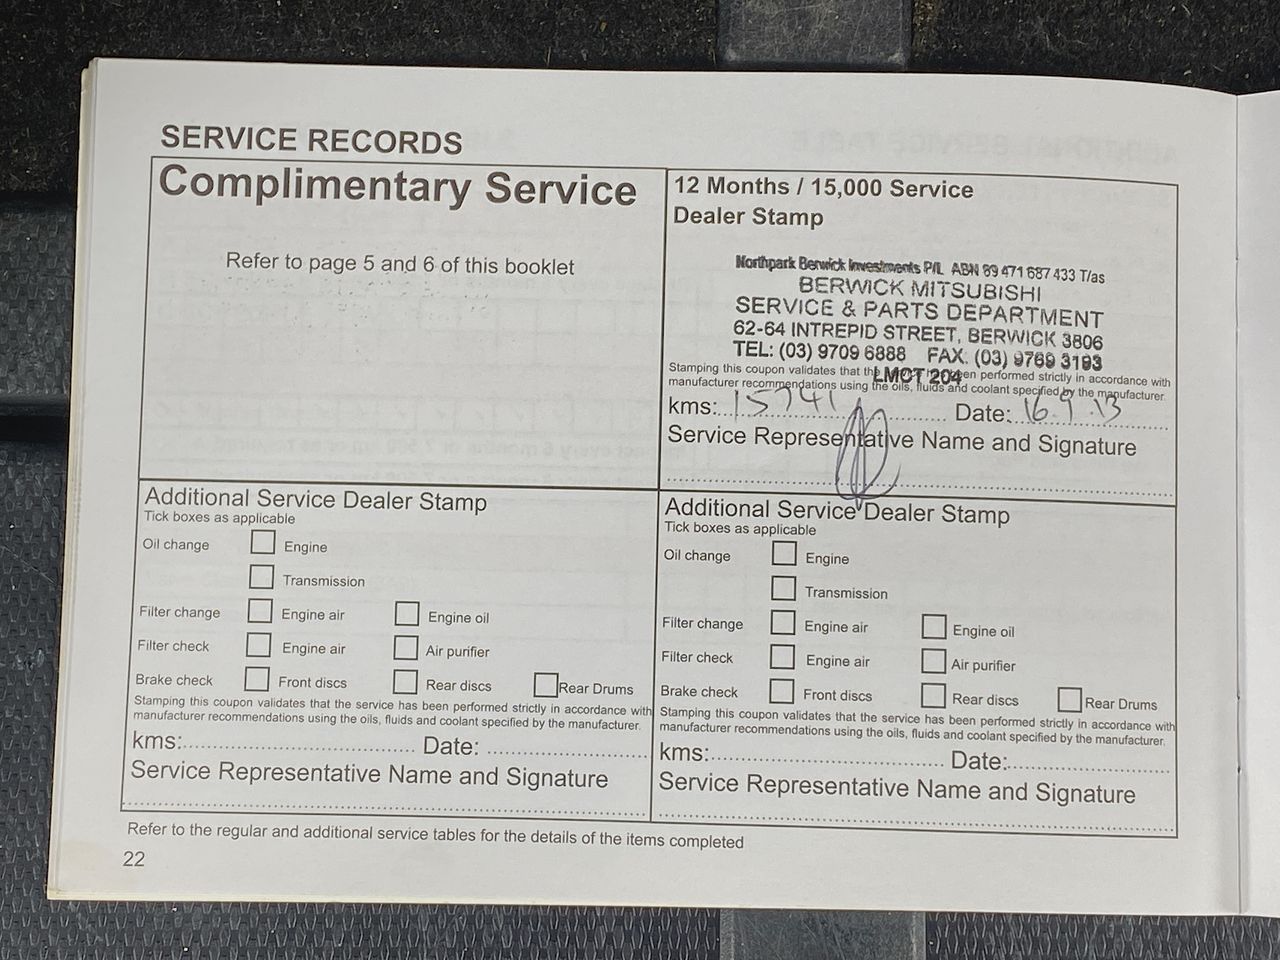 SERVICE RECORDS
Complimentary Service
Refer to page 5 and 6 of this booklet
12 Months / 15,000 Service
Dealer Stamp
Northpark Berwick Investments P/L ABN 89 471 687 433 T/as
BERWICK MITSUBISHI
SERVICE & PARTS DEPARTMENT
62-64 INTREPID STREET, BERWICK 3806
TEL: (03) 9709 6888 FAX: (03) 9769 3193
LMCT 204
Stamping this coupon validates that the been performed strictly in accordance with
manufacturer recommendations using the oils, fluids and coolant specified by the manufacturer.
kms: 15741 Date: 16.9.13
Service Representative Name and Signature
Additional Service Dealer Stamp
Tick boxes as applicable
Oil change Engine
Transmission
Filter change Engine air Engine oil
Filter check Engine air Air purifier
Brake check Front discs Rear discs Rear Drums
Stamping this coupon validates that the service has been performed strictly in accordance with
manufacturer recommendations using the oils, fluids and coolant specified by the manufacturer.
kms: Date:
Service Representative Name and Signature
Additional Service Dealer Stamp
Tick boxes as applicable
Oil change Engine
Transmission
Filter change Engine air Engine oil
Filter check Engine air Air purifier
Brake check Front discs Rear discs Rear Drums
Stamping this coupon validates that the service has been performed strictly in accordance with
manufacturer recommendations using the oils, fluids and coolant specified by the manufacturer.
kms: Date:
Service Representative Name and Signature
Refer to the regular and additional service tables for the details of the items completed
22